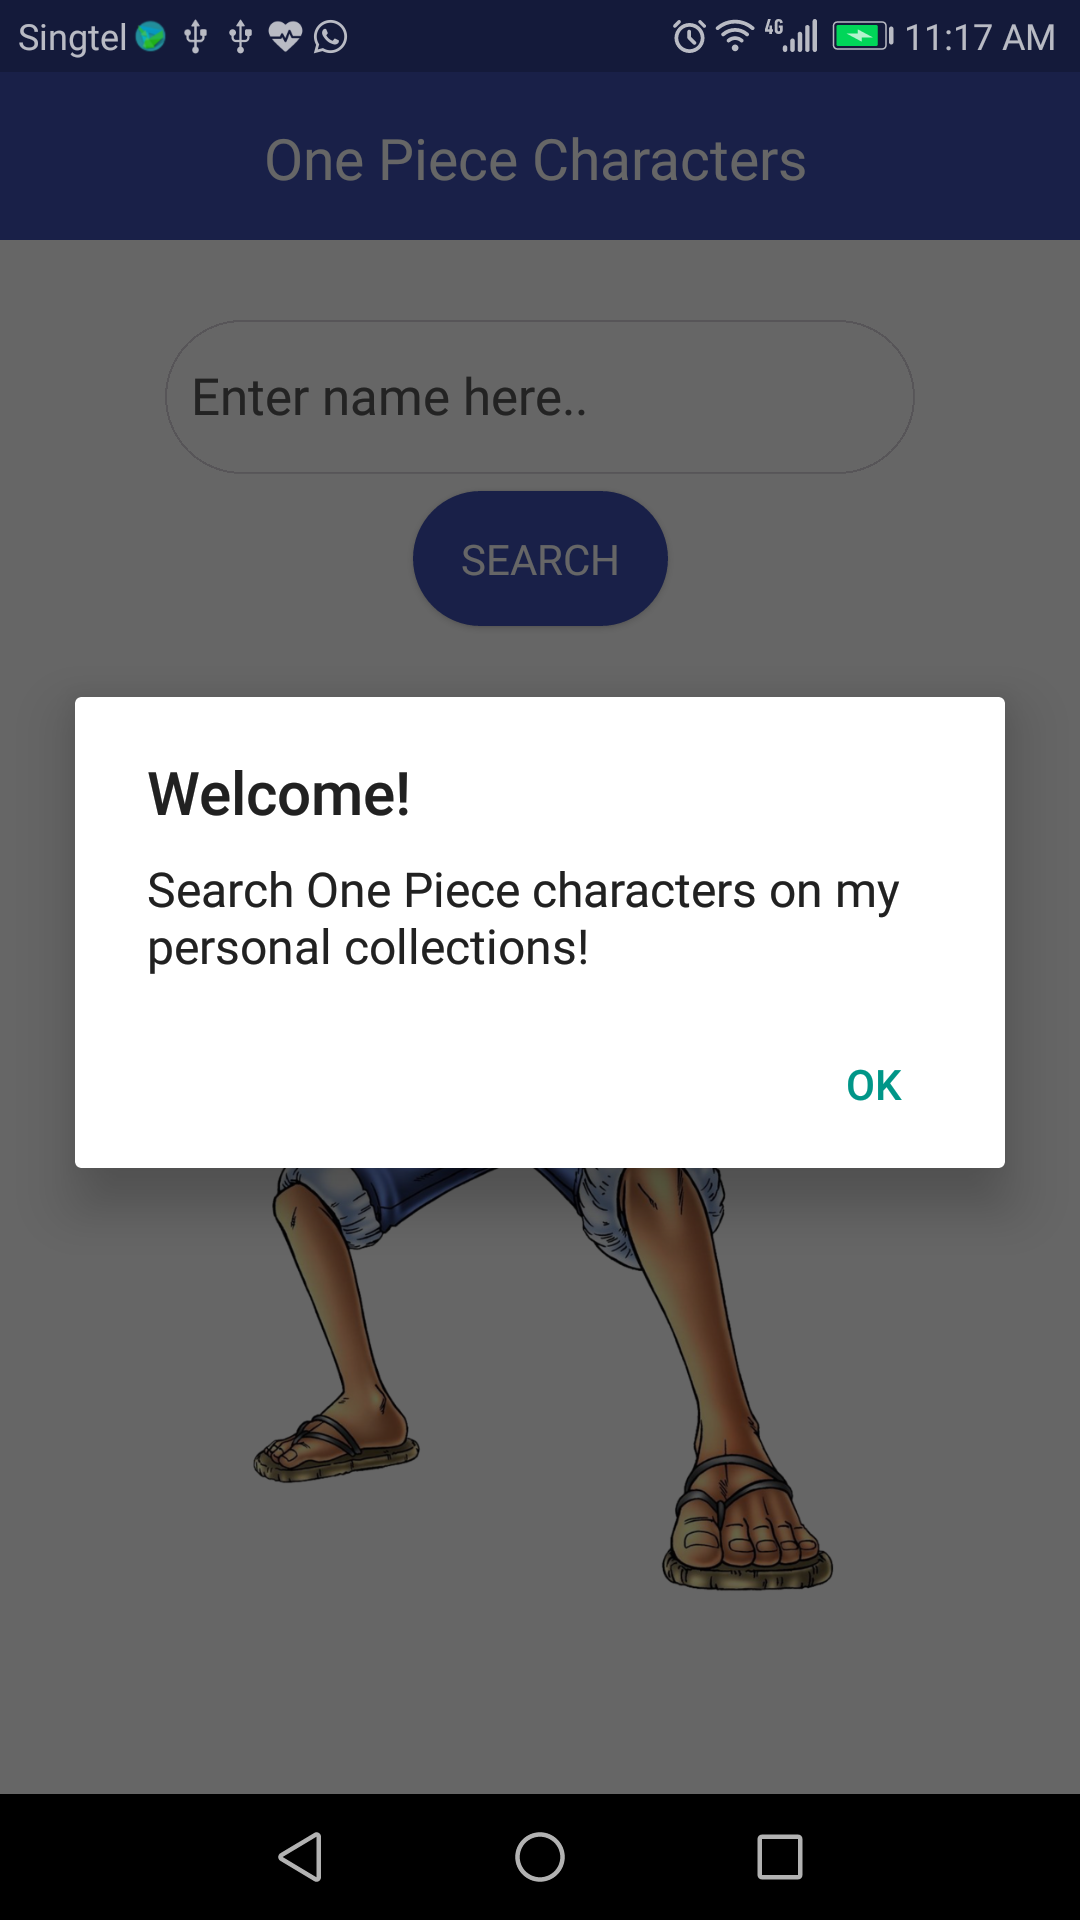 Singtel 4G 11:17 AM
One Piece Characters
Enter name here..
SEARCH
Welcome!
Search One Piece characters on my
personal collections!
OK